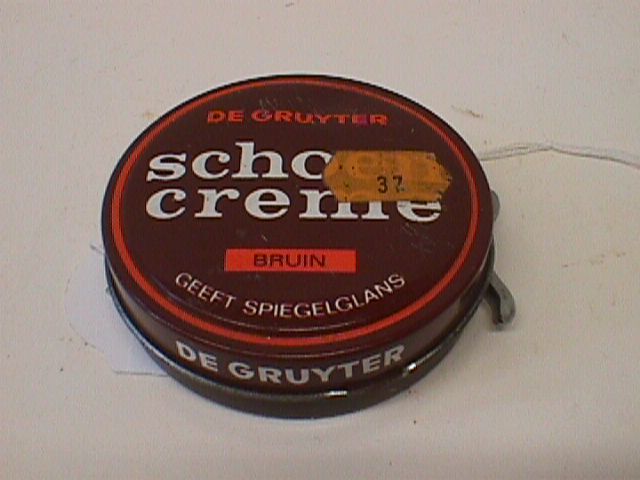 DE GRUYTER
scho
37
creme
BRUIN
GEEFT SPIEGELGLANS
DE GRUYTER